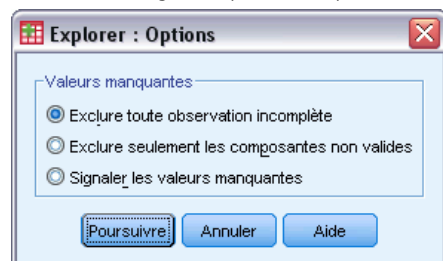 Explorer : Options
Valeurs manquantes
Exclure toute observation incomplète
Exclure seulement les composantes non valides
Signaler les valeurs manquantes
Poursuivre Annuler Aide